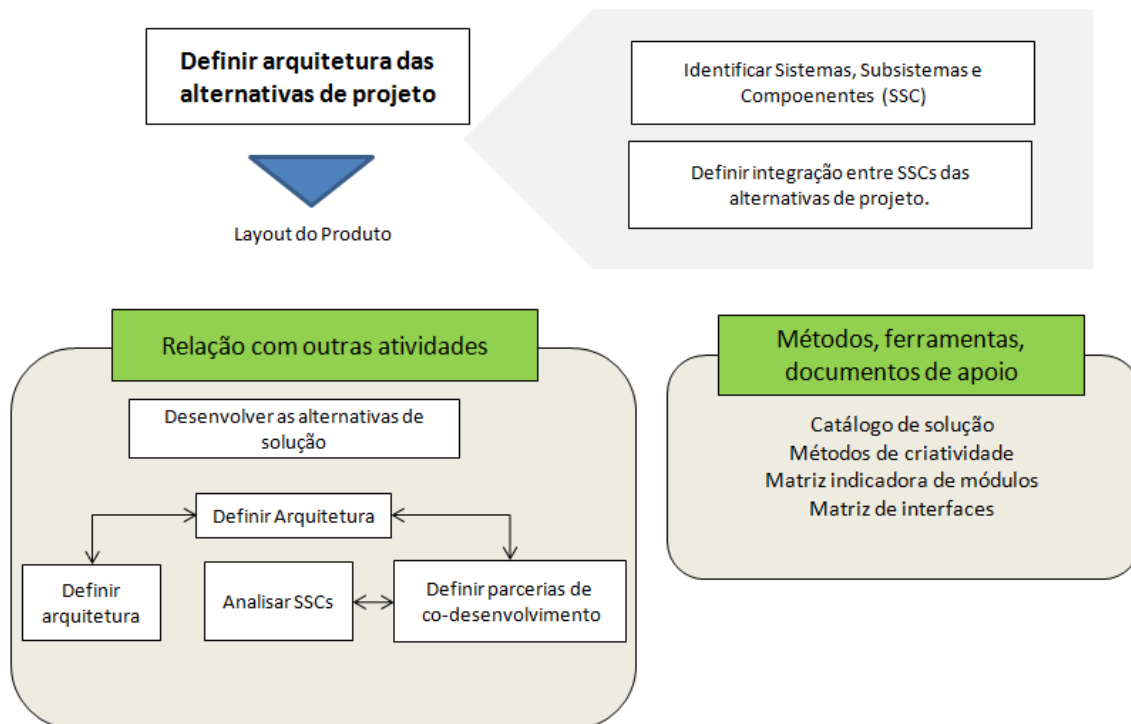 Definir arquitetura das
alternativas de projeto
Layout do Produto
Identificar Sistemas, Subsistemas e
Compoenentes (SSC)
Definir integração entre SSCs das
alternativas de projeto.
Relação com outras atividades
Desenvolver as alternativas de
solução
Definir Arquitetura
Definir
arquitetura
Analisar SSCs
Definir parcerias de
co-desenvolvimento
Métodos, ferramentas,
documentos de apoio
Catálogo de solução
Métodos de criatividade
Matriz indicadora de módulos
Matriz de interfaces